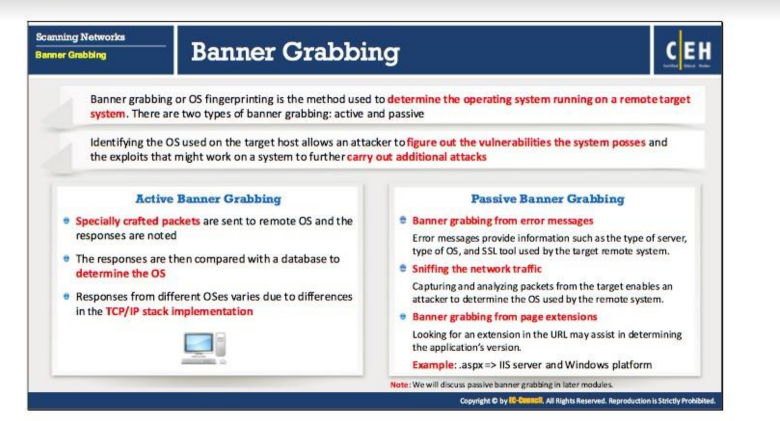 Scanning Networks
Banner Grabbing
Banner Grabbing
CEH
Banner grabbing or OS fingerprinting is the method used to determine the operating system running on a remote target
system. There are two types of banner grabbing: active and passive
Identifying the OS used on the target host allows an attacker to figure out the vulnerabilities the system posses and
the exploits that might work on a system to further carry out additional attacks
Active Banner Grabbing
Specially crafted packets are sent to remote OS and the
responses are noted
The responses are then compared with a database to
determine the OS
Responses from different OSes varies due to differences
in the TCP/IP stack implementation
Passive Banner Grabbing
Banner grabbing from error messages
Error messages provide information such as the type of server,
type of OS, and SSL tool used by the target remote system.
Sniffing the network traffic
Capturing and analyzing packets from the target enables an
attacker to determine the OS used by the remote system.
Banner grabbing from page extensions
Looking for an extension in the URL may assist in determining
the application's version.
Example: .aspx => IIS server and Windows platform
Note: We will discuss passive banner grabbing in later modules.
Copyright © by EC-Council. All Rights Reserved. Reproduction is Strictly Prohibited.